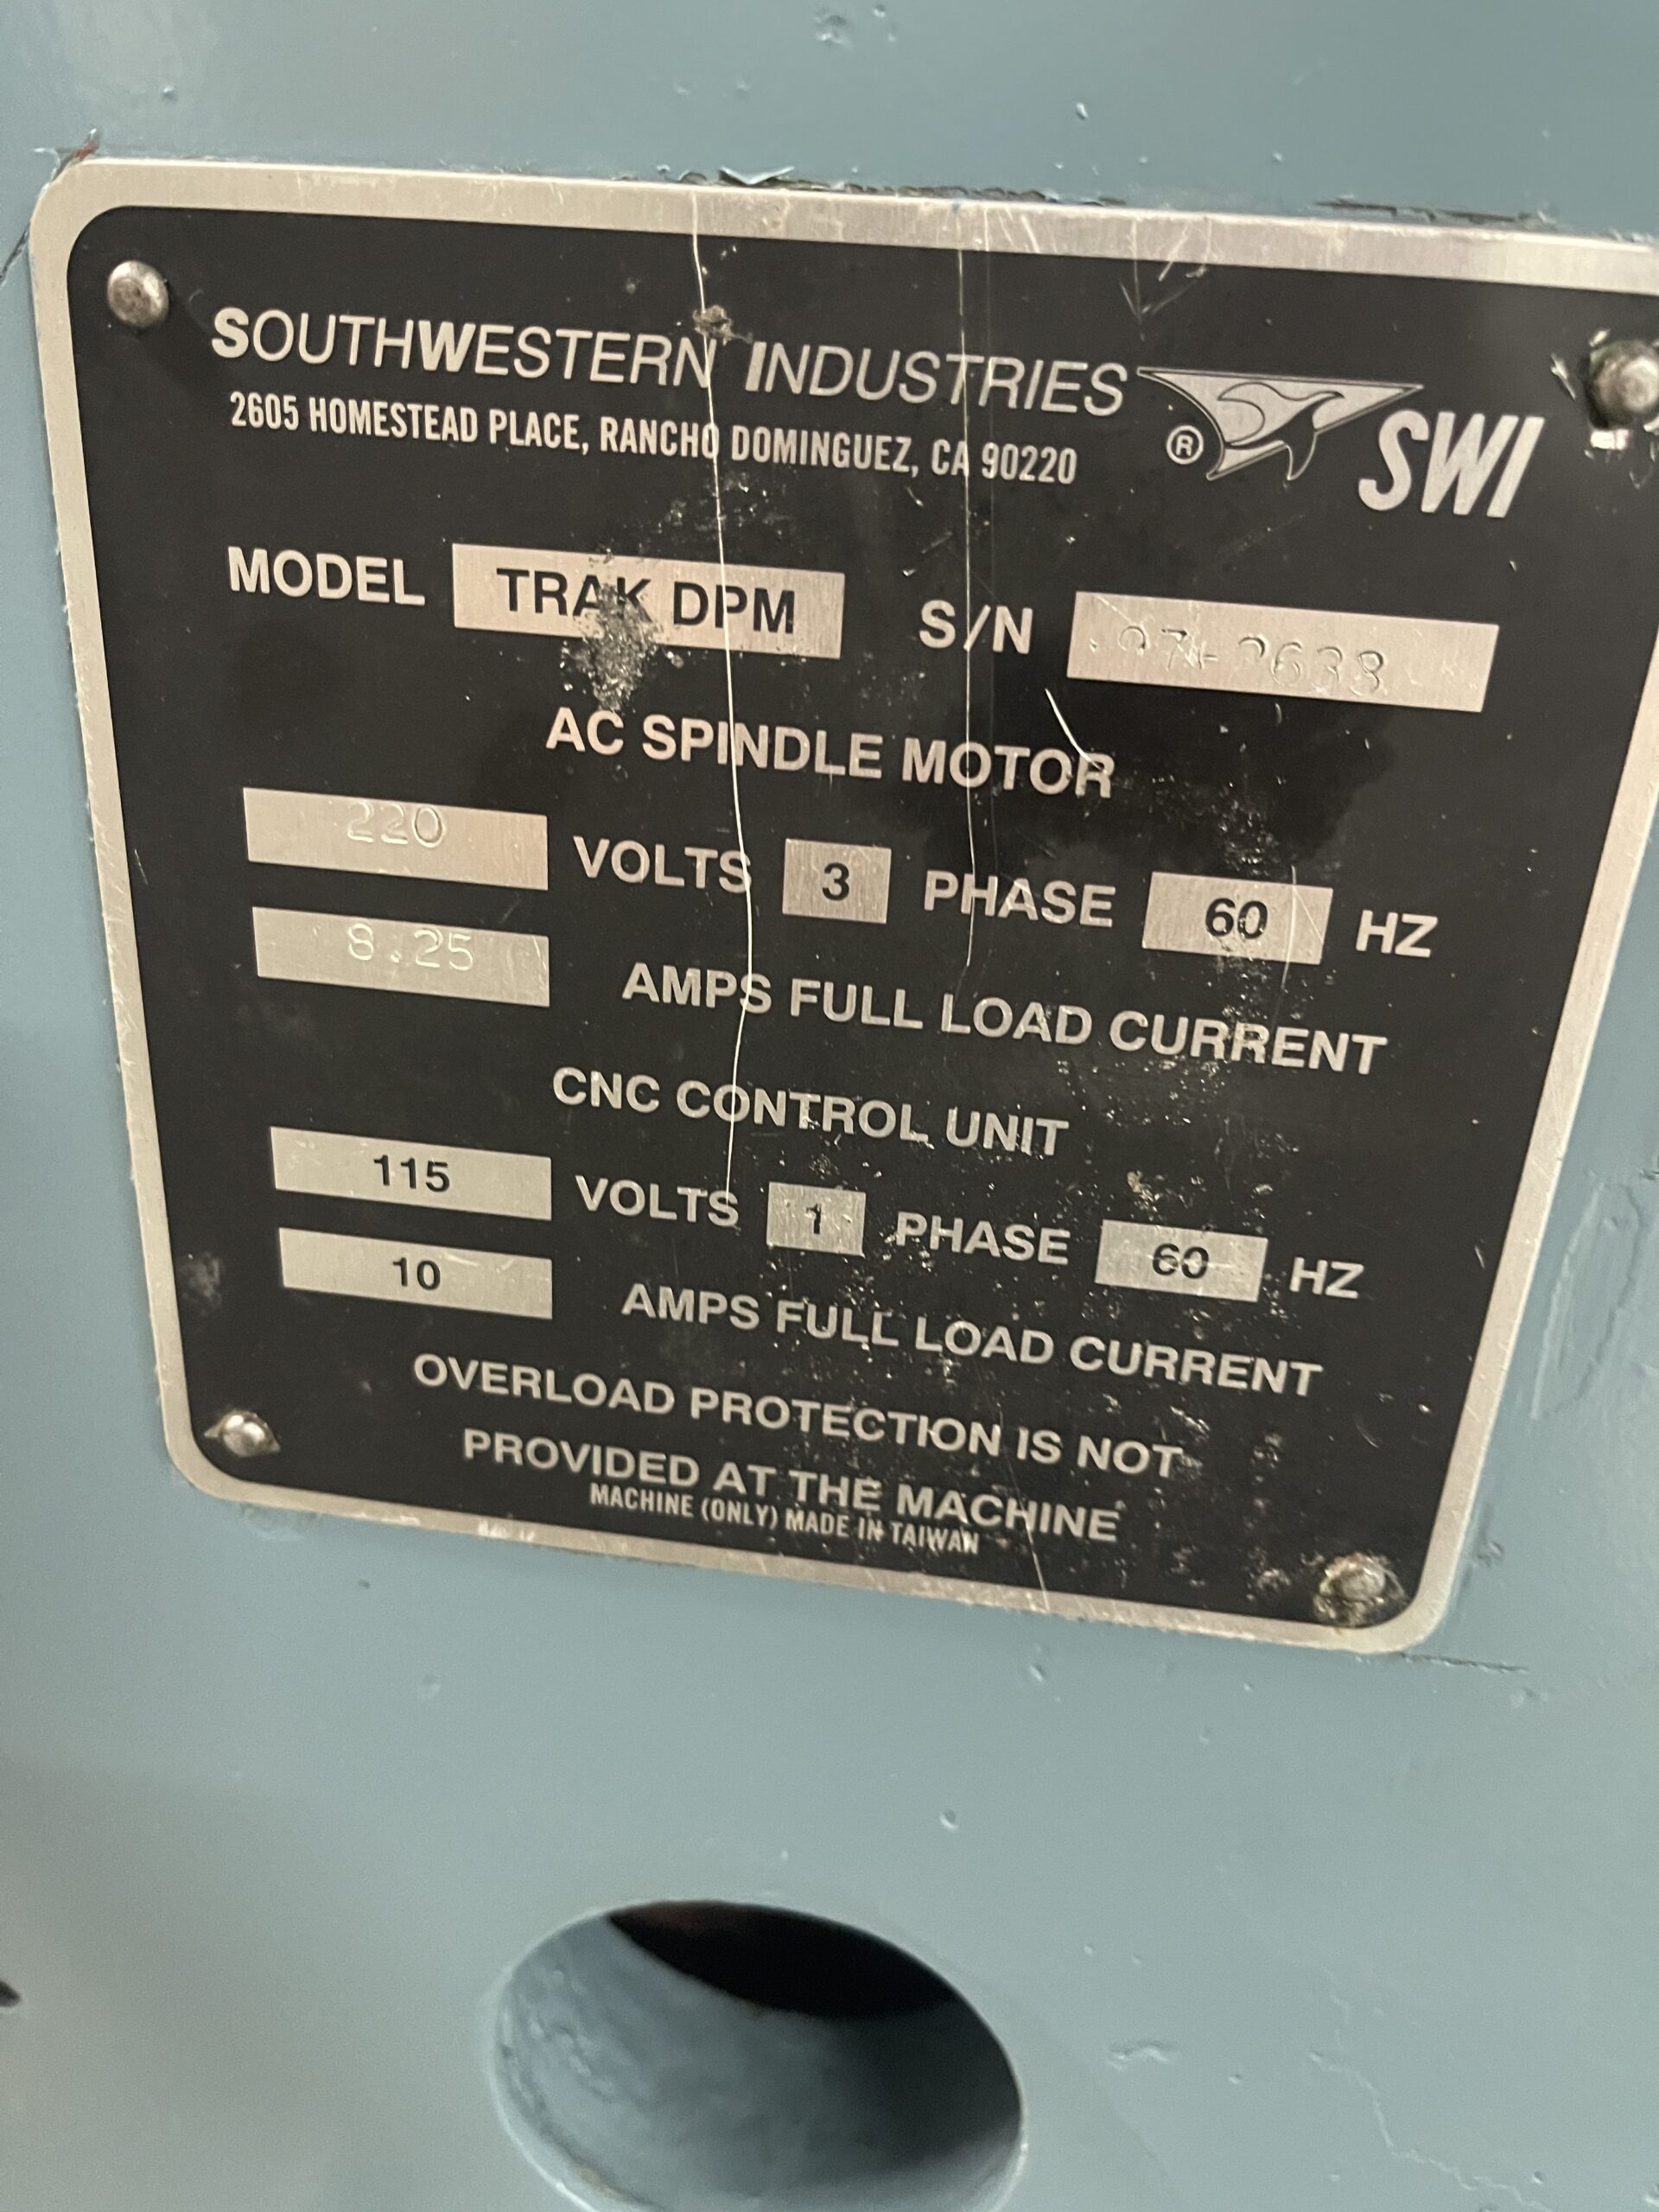 SOUTHWESTERN INDUSTRIES ® SWI
2605 HOMESTEAD PLACE, RANCHO DOMINGUEZ, CA 90220
MODEL TRAK DPM S/N
AC SPINDLE MOTOR
220 VOLTS 3 PHASE 60 HZ
8.25 AMPS FULL LOAD CURRENT
CNC CONTROL UNIT
115 VOLTS 1 PHASE 60 HZ
10 AMPS FULL LOAD CURRENT
OVERLOAD PROTECTION IS NOT
PROVIDED AT THE MACHINE
MACHINE (ONLY) MADE IN TAIWAN